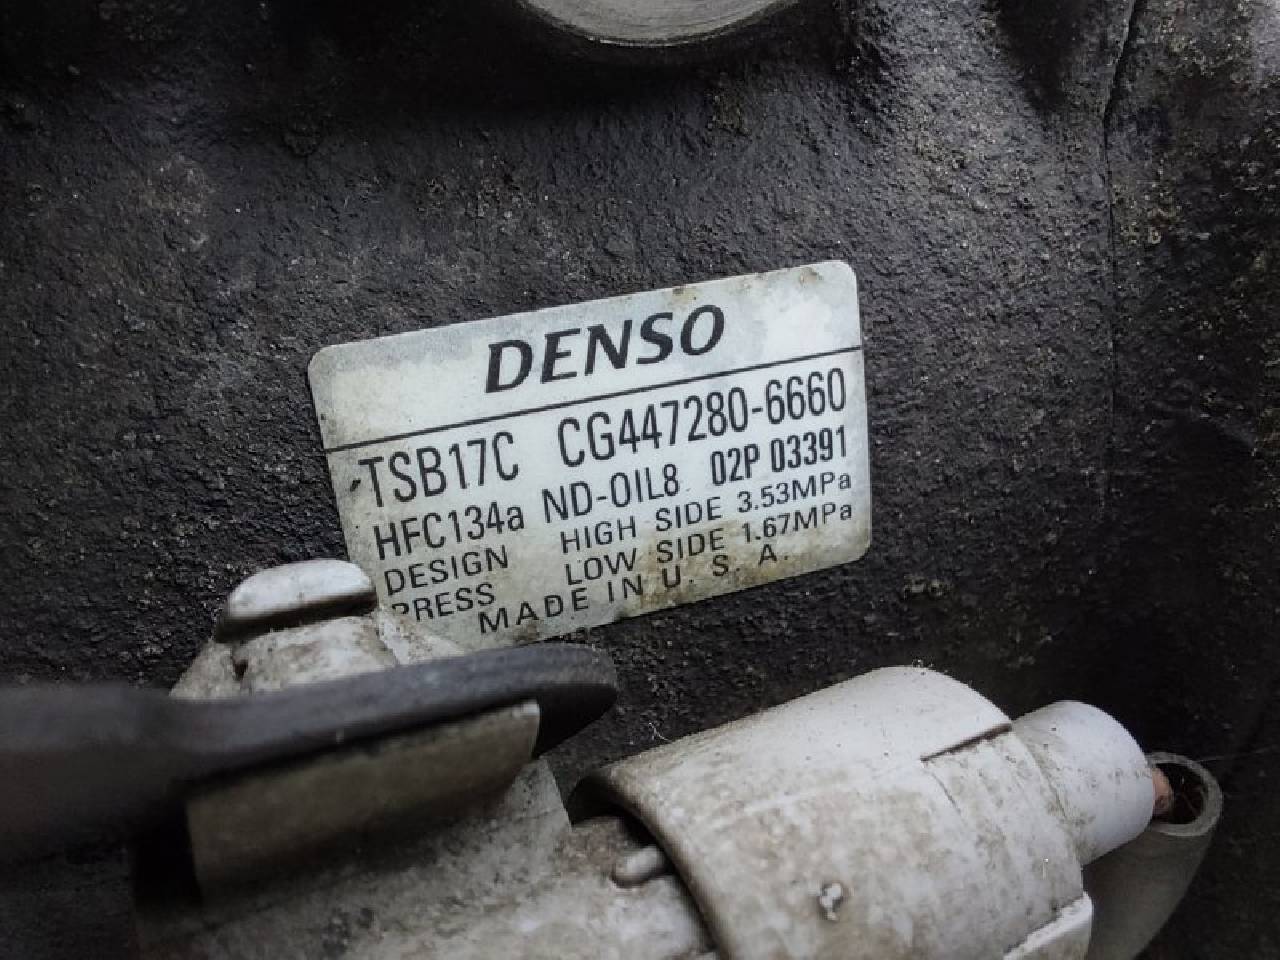 DENSO
TSB17C CG447280-6660
HFC134a ND-OIL8 02P 03391
DESIGN HIGH SIDE 3.53MPa
PRESS LOW SIDE 1.67MPa
MADE IN U. S. A.